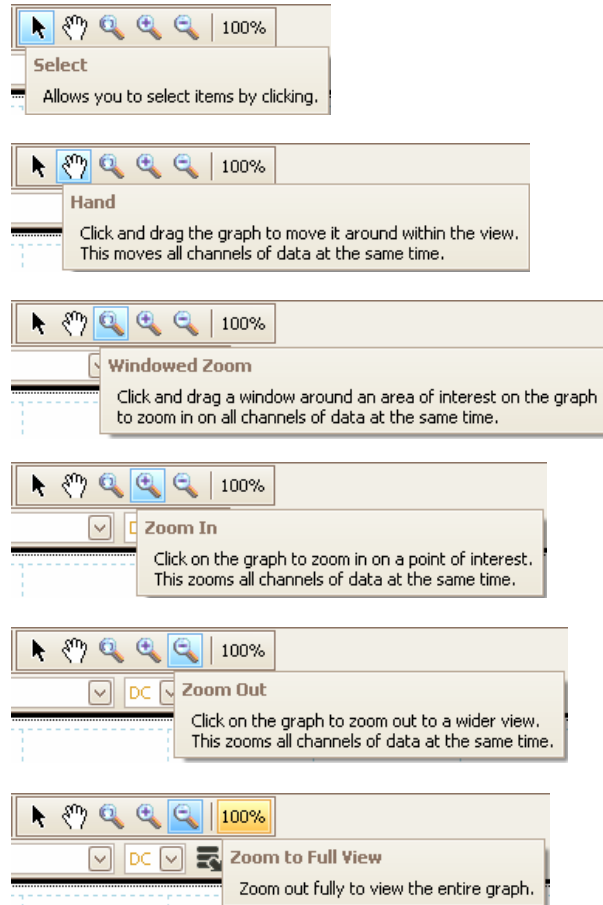 100%
Select
Allows you to select items by clicking.
100%
Hand
Click and drag the graph to move it around within the view.
This moves all channels of data at the same time.
100%
Windowed Zoom
Click and drag a window around an area of interest on the graph
to zoom in on all channels of data at the same time.
100%
Zoom In
Click on the graph to zoom in on a point of interest.
This zooms all channels of data at the same time.
100%
DC
Zoom Out
Click on the graph to zoom out to a wider view.
This zooms all channels of data at the same time.
100%
DC
Zoom to Full View
Zoom out fully to view the entire graph.